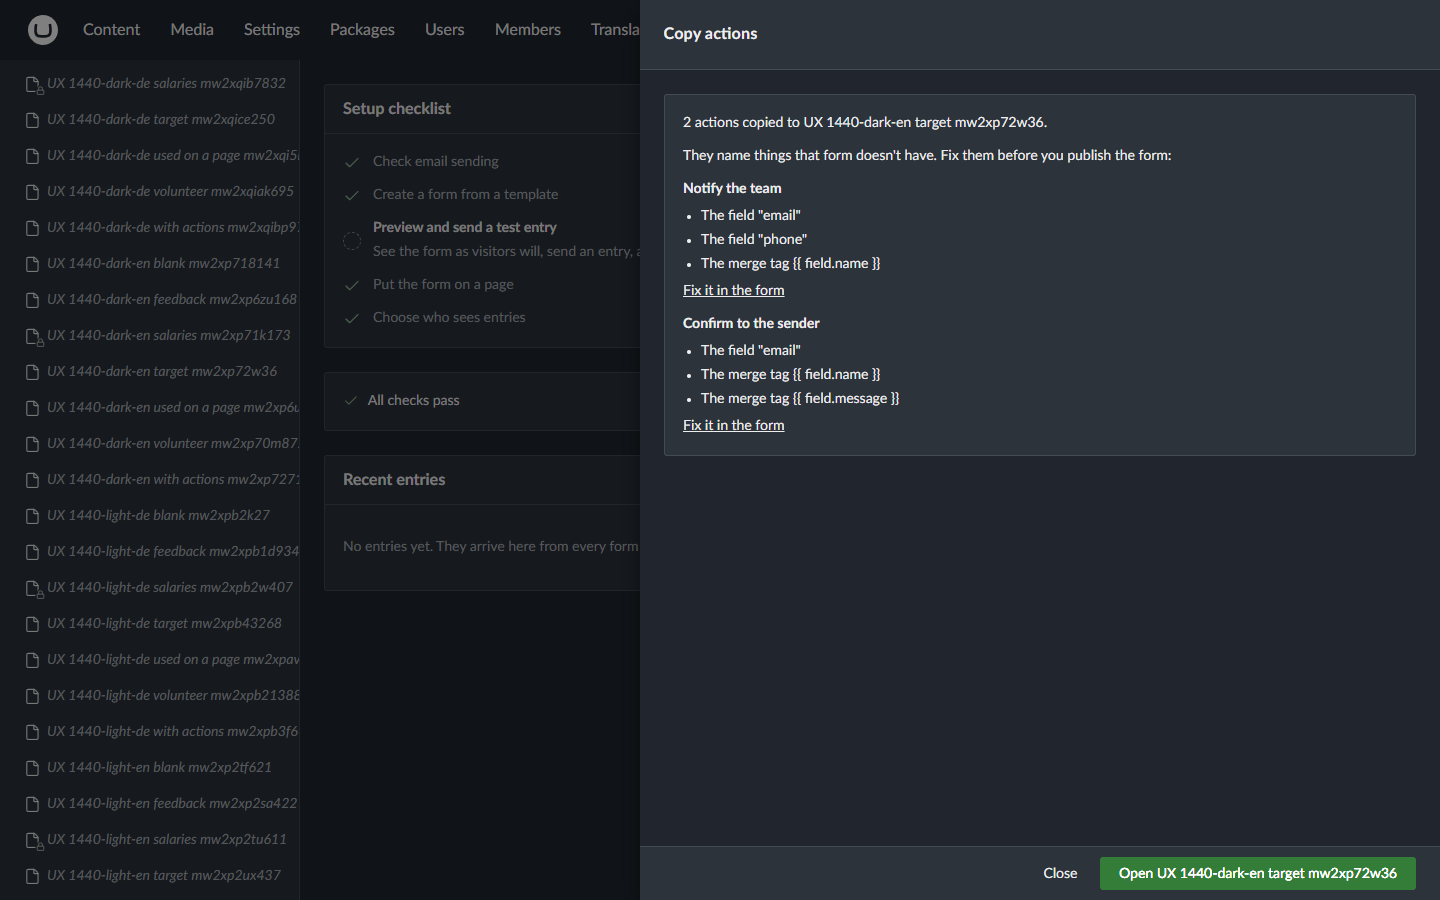 Content Media Settings Packages Users Members Transla
UX 1440-dark-de salaries mw2xqib7832
UX 1440-dark-de target mw2xqice250
UX 1440-dark-de used on a page mw2xqi5
UX 1440-dark-de volunteer mw2xqiak695
UX 1440-dark-de with actions mw2xqibp9
UX 1440-dark-en blank mw2xp718141
UX 1440-dark-en feedback mw2xp6zu168
UX 1440-dark-en salaries mw2xp71k173
UX 1440-dark-en target mw2xp72w36
UX 1440-dark-en used on a page mw2xp6u
UX 1440-dark-en volunteer mw2xp70m87
UX 1440-dark-en with actions mw2xp7271
UX 1440-light-de blank mw2xpb2k27
UX 1440-light-de feedback mw2xpb1d934
UX 1440-light-de salaries mw2xpb2w407
UX 1440-light-de target mw2xpb43268
UX 1440-light-de used on a page mw2xpav
UX 1440-light-de volunteer mw2xpb21388
UX 1440-light-de with actions mw2xpb3f6
UX 1440-light-en blank mw2xp2tf621
UX 1440-light-en feedback mw2xp2sa422
UX 1440-light-en salaries mw2xp2tu611
UX 1440-light-en target mw2xp2ux437
Setup checklist
Check email sending
Create a form from a template
Preview and send a test entry
See the form as visitors will, send an entry, a
Put the form on a page
Choose who sees entries
All checks pass
Recent entries
No entries yet. They arrive here from every form
Copy actions
2 actions copied to UX 1440-dark-en target mw2xp72w36.
They name things that form doesn't have. Fix them before you publish the form:
Notify the team
The field "email"
The field "phone"
The merge tag {{ field.name }}
Fix it in the form
Confirm to the sender
The field "email"
The merge tag {{ field.name }}
The merge tag {{ field.message }}
Fix it in the form
Close
Open UX 1440-dark-en target mw2xp72w36